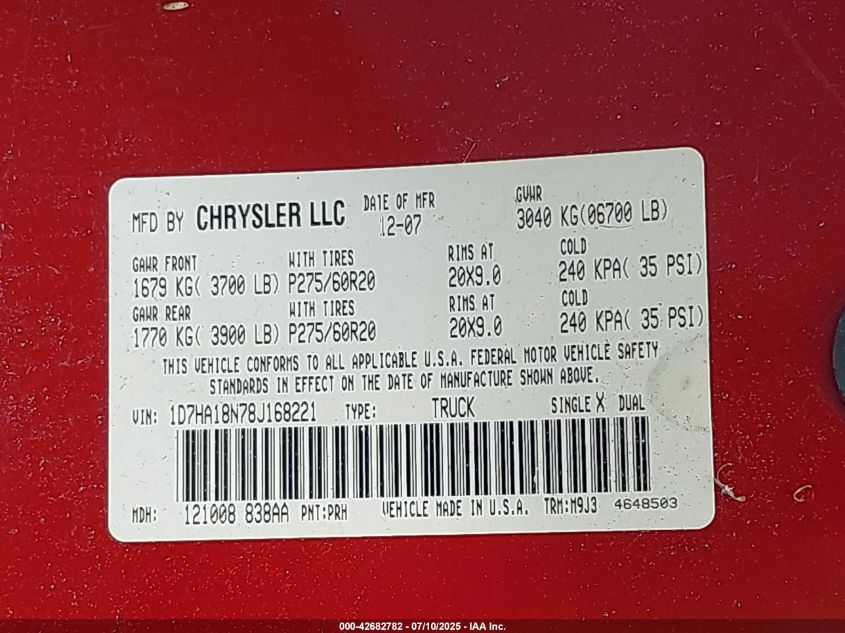 MFD BY CHRYSLER LLC DATE OF MFR 12-07 GVWR 3040 KG(06700 LB)
GAWR FRONT WITH TIRES RIMS AT COLD
1679 KG( 3700 LB) P275/60R20 20X9.0 240 KPA( 35 PSI)
GAWR REAR WITH TIRES RIMS AT COLD
1770 KG( 3900 LB) P275/60R20 20X9.0 240 KPA( 35 PSI)
THIS VEHICLE CONFORMS TO ALL APPLICABLE U.S.A. FEDERAL MOTOR VEHICLE SAFETY
STANDARDS IN EFFECT ON THE DATE OF MANUFACTURE SHOWN ABOVE.
VIN: 1D7HA18N78J168221 TYPE: TRUCK SINGLE X DUAL
MDH: 121008 838AA PNT:PRH VEHICLE MADE IN U.S.A. TRM:M9J3 4648503
000-42682782 - 07/10/2025 - IAA Inc.